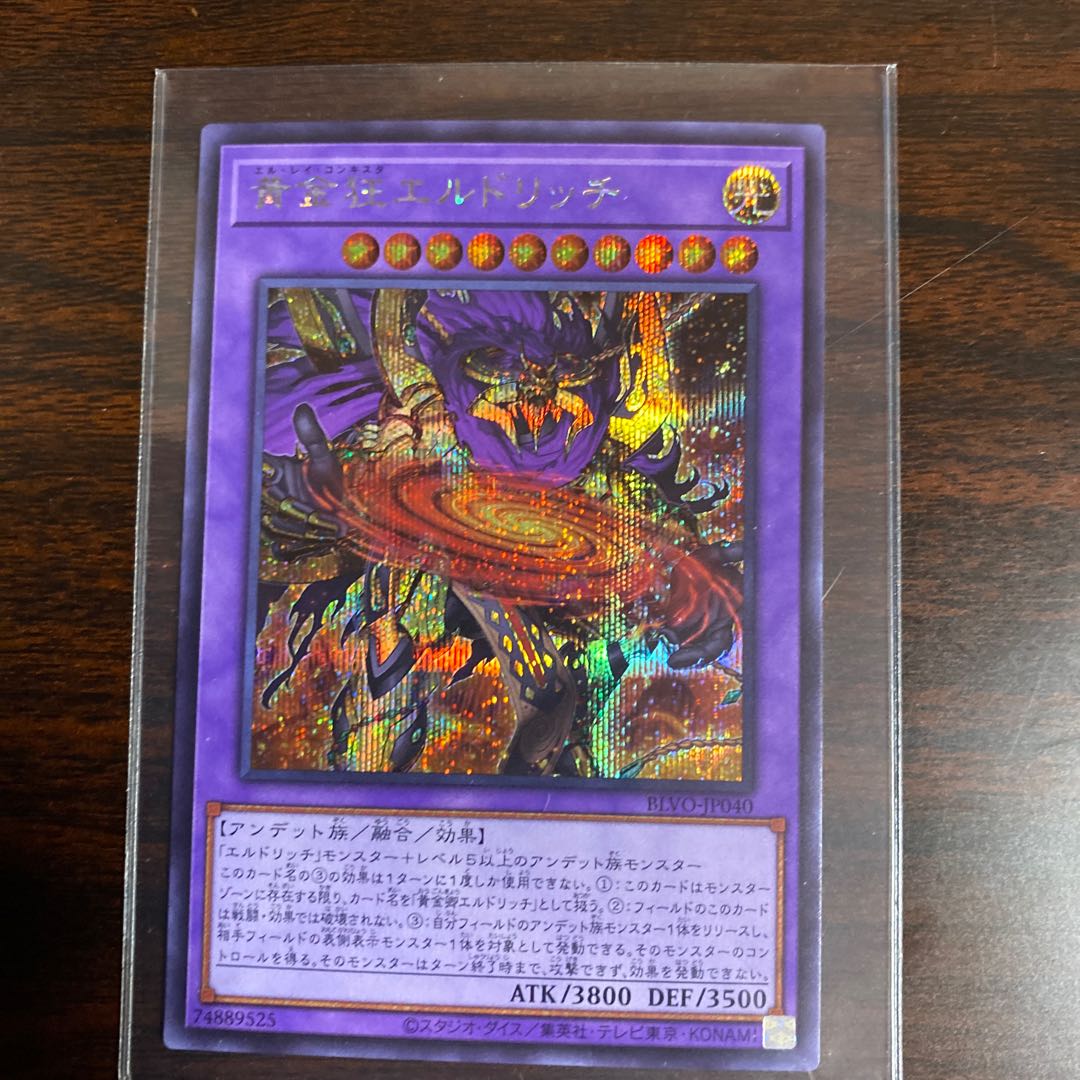 エル・レイ・コンキスタ
黄金狂エルドリッチ
光
BLVO-JP040
【アンデット族／融合／効果】
「エルドリッチ」モンスター＋レベル５以上のアンデット族モンスター
このカード名の③の効果は１ターンに１度しか使用できない。①：このカードはモンスター
ゾーンに存在する限り、カード名を「黄金卿エルドリッチ」として扱う。②：フィールドのこのカード
は戦闘・効果では破壊されない。③：自分フィールドのアンデット族モンスター１体をリリースし、
相手フィールドの表側表示モンスター１体を対象として発動できる。そのモンスターのコン
トロールを得る。そのモンスターはターン終了時まで、攻撃できず、効果を発動できない。
ATK/3800 DEF/3500
74889525
©スタジオ・ダイス／集英社・テレビ東京・KONAMI